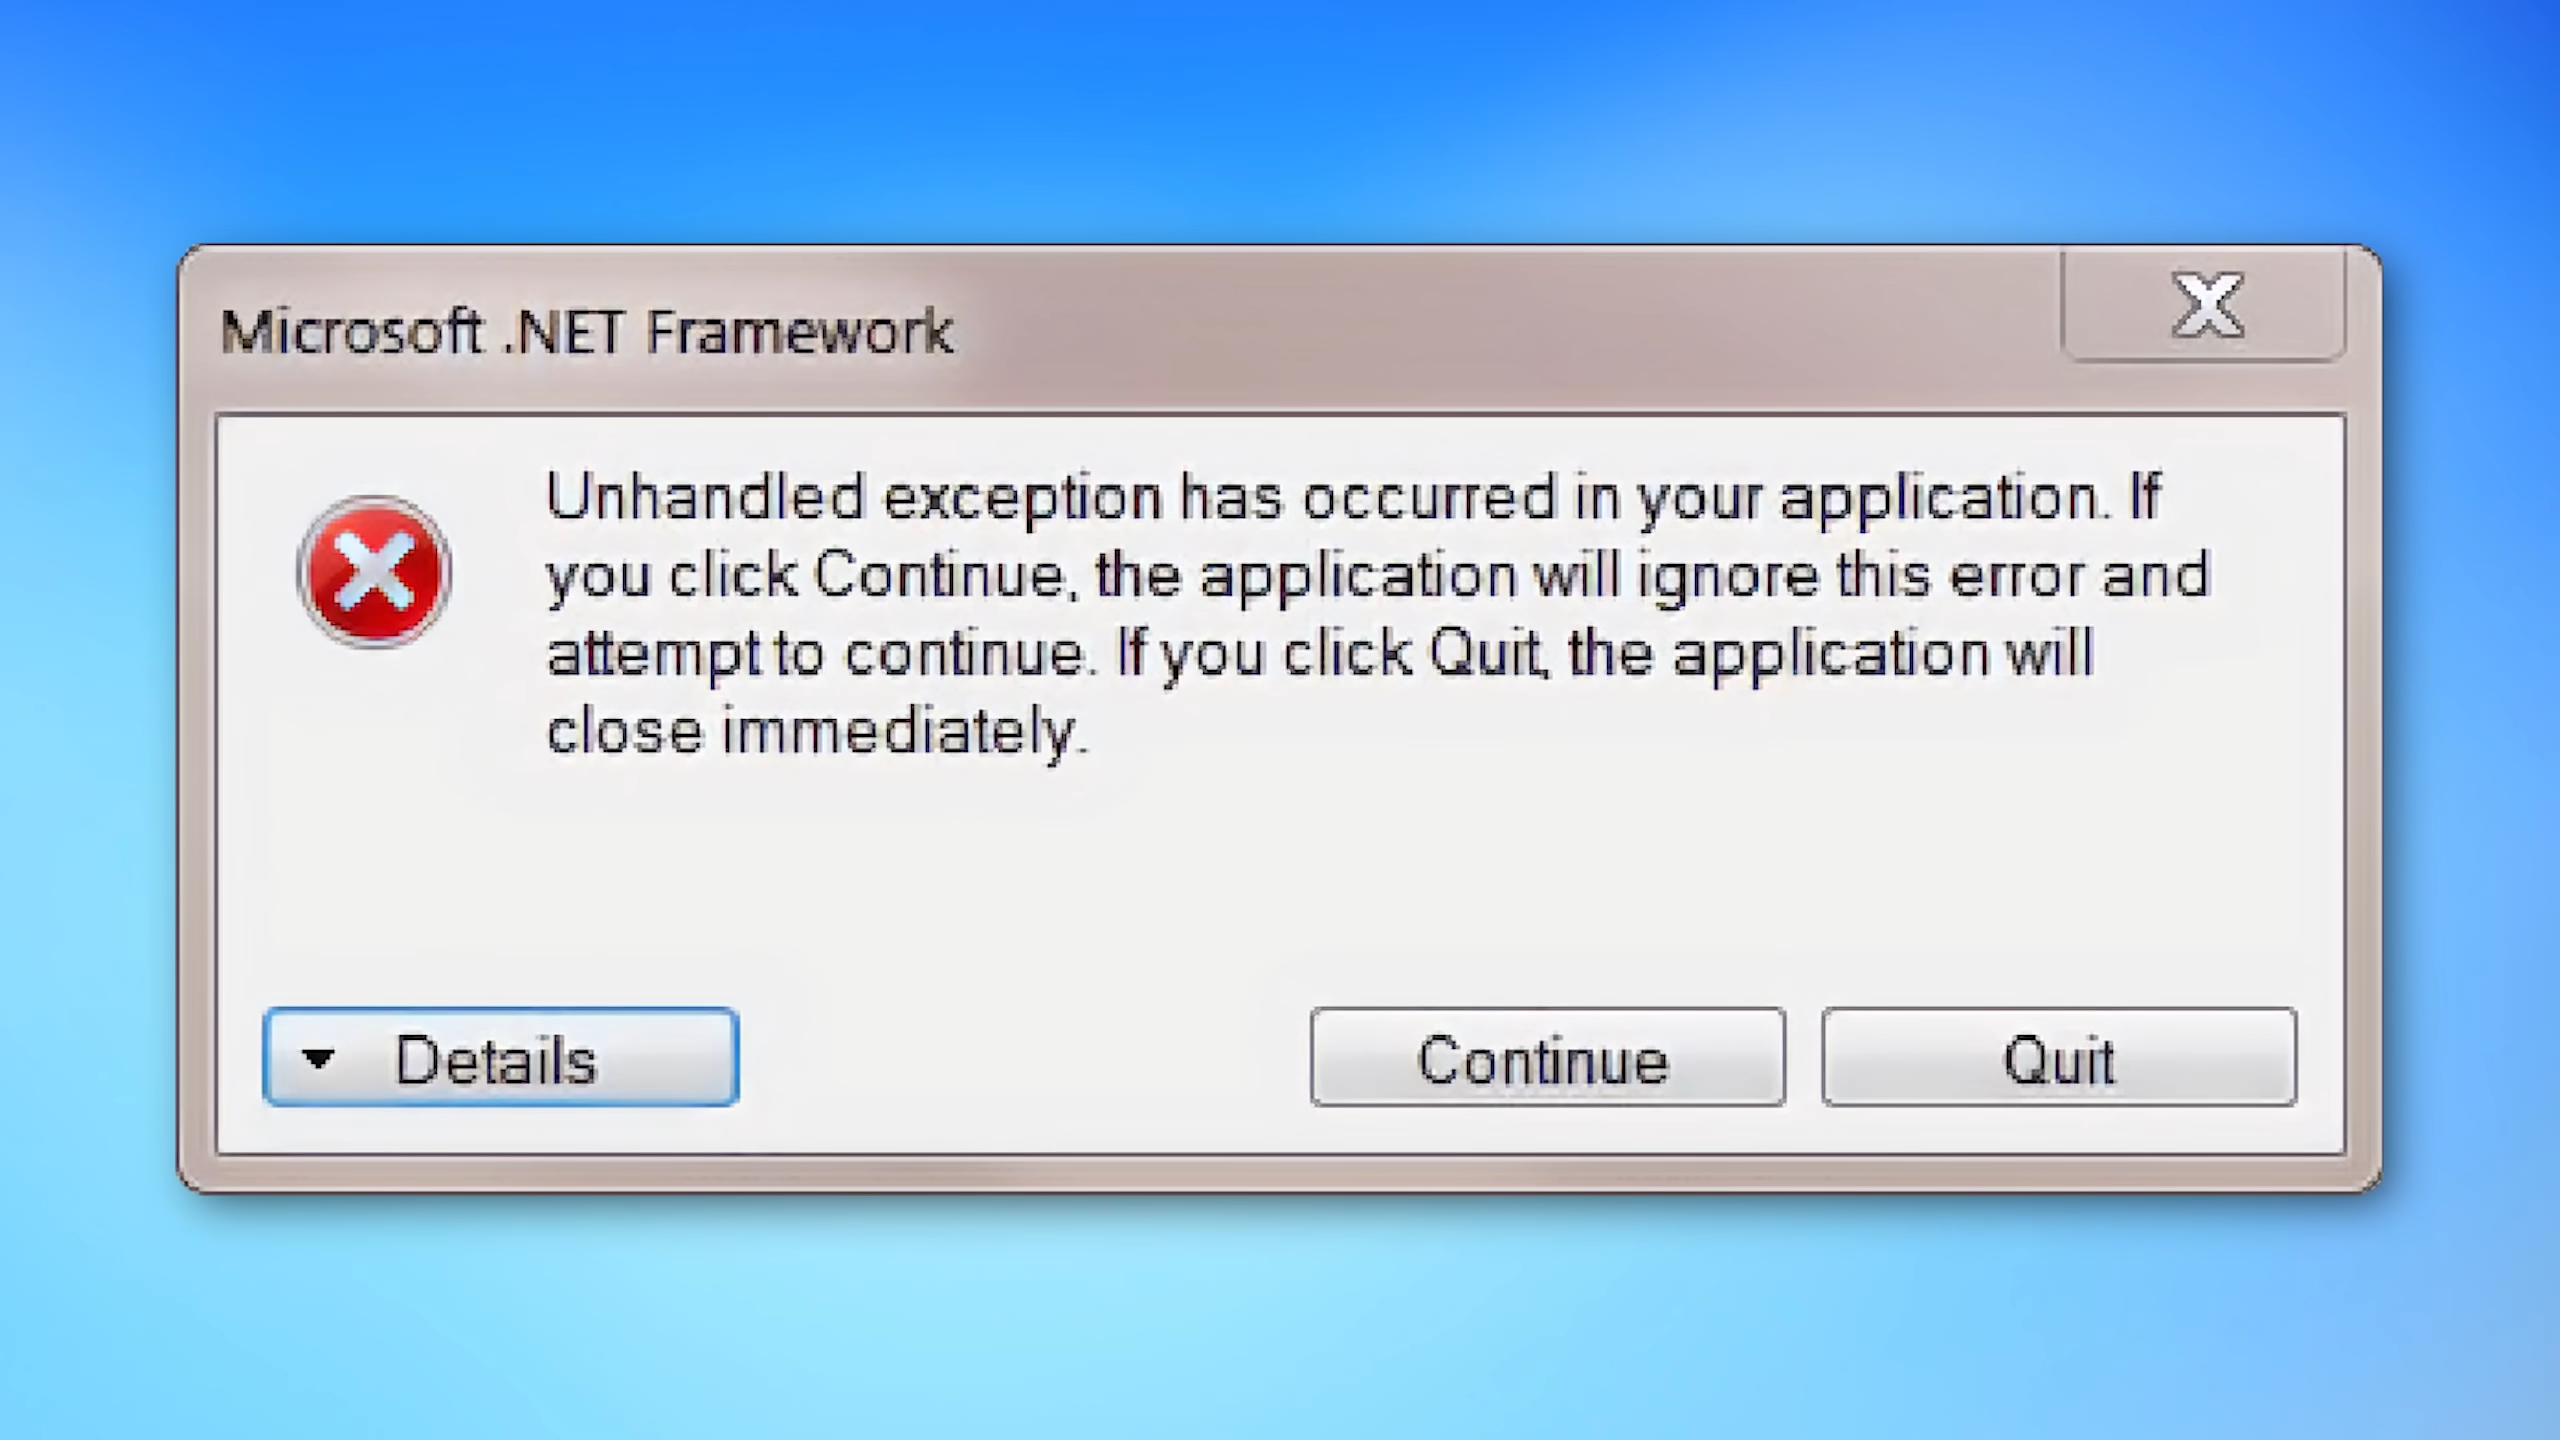 Microsoft .NET Framework
Unhandled exception has occurred in your application. If
you click Continue, the application will ignore this error and
attempt to continue. If you click Quit, the application will
close immediately.
Details
Continue
Quit